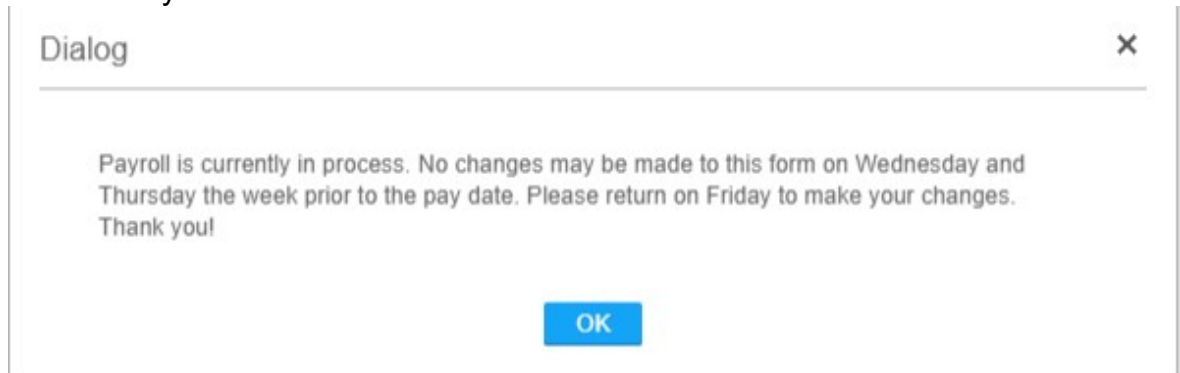 Dialog
Payroll is currently in process. No changes may be made to this form on Wednesday and
Thursday the week prior to the pay date. Please return on Friday to make your changes.
Thank you!
OK